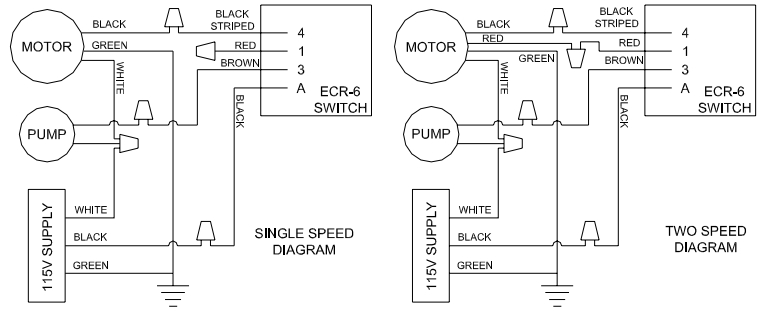 BLACK
BLACK
STRIPED
4
MOTOR
GREEN
RED
1
BROWN
3
WHITE
A
ECR-6
SWITCH
BLACK
PUMP
115V SUPPLY
WHITE
BLACK
GREEN
SINGLE SPEED
DIAGRAM
BLACK
BLACK
STRIPED
4
MOTOR
RED
RED
1
GREEN
BROWN
3
WHITE
A
ECR-6
SWITCH
BLACK
PUMP
115V SUPPLY
WHITE
BLACK
GREEN
TWO SPEED
DIAGRAM